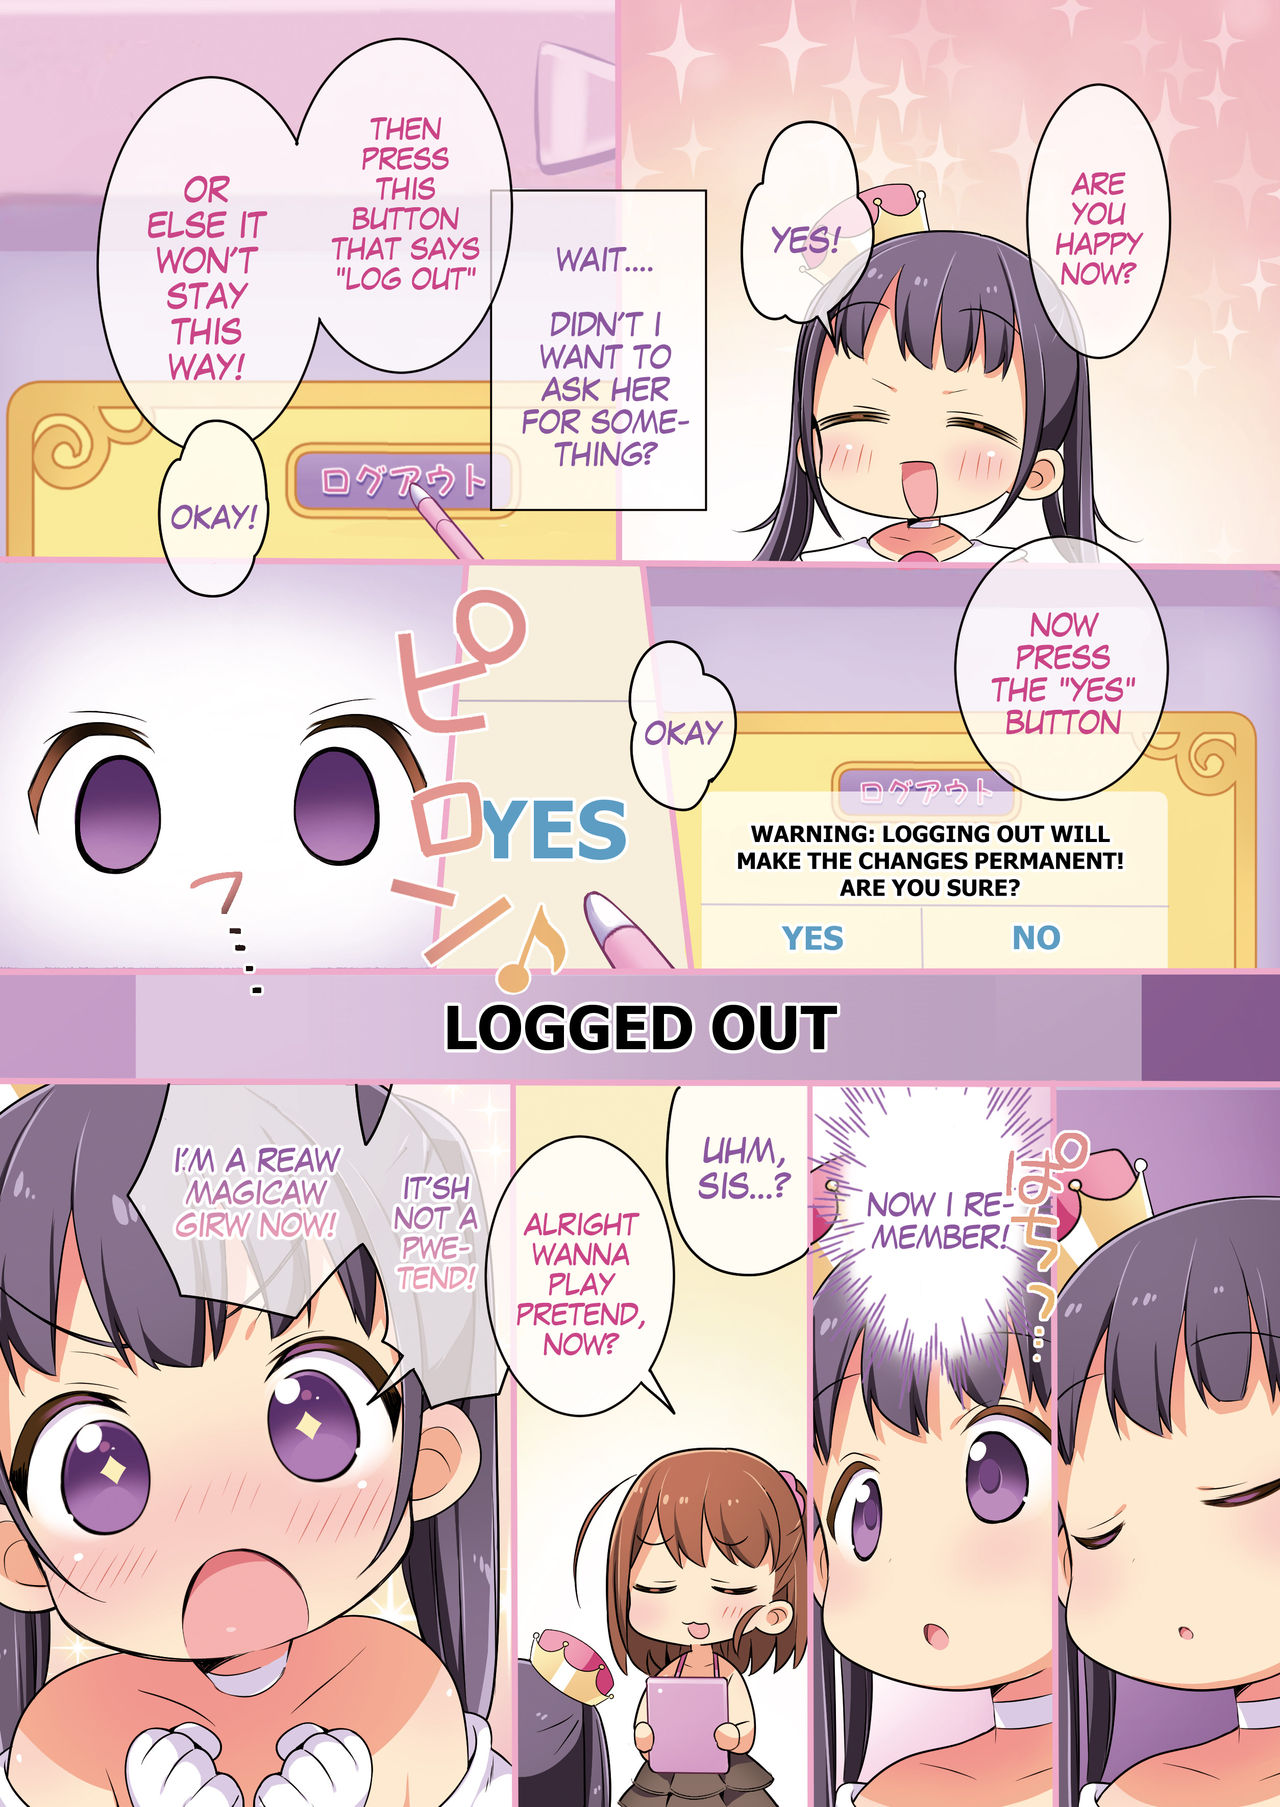 ARE
YOU
HAPPY
NOW?
YES!
WAIT....
DIDN'T I
WANT TO
ASK HER
FOR SOME-
THING?
THEN
PRESS
THIS
BUTTON
THAT SAYS
"LOG OUT"
OR
ELSE IT
WON'T
STAY
THIS
WAY!
OKAY!
ログアウト
NOW
PRESS
THE "YES"
BUTTON
OKAY
ログアウト
WARNING: LOGGING OUT WILL
MAKE THE CHANGES PERMANENT!
ARE YOU SURE?
YES
NO
YES
ピロン♪
フ…
LOGGED OUT
ぱちっ…
NOW I RE-
MEMBER!
UHM,
SIS...?
ALRIGHT
WANNA
PLAY
PRETEND,
NOW?
IT'SH
NOT A
PWE-
TEND!
I'M A REAW
MAGICAW
GIRW NOW!